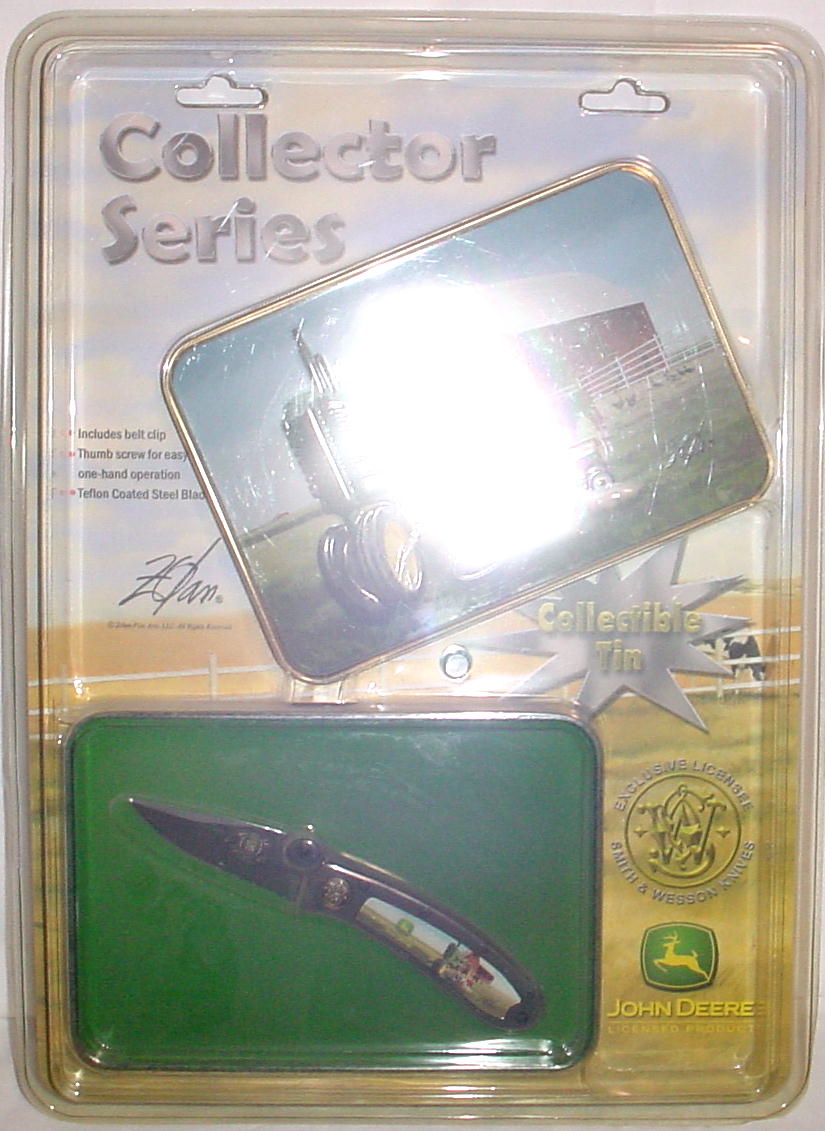 Collector
Series
Includes belt clip
Thumb screw for easy
one-hand operation
Teflon Coated Steel Blad
Collectible
Tin
EXCLUSIVE LICENSEE
SMITH & WESSON KNIVES
JOHN DEERE
LICENSED PRODUCT